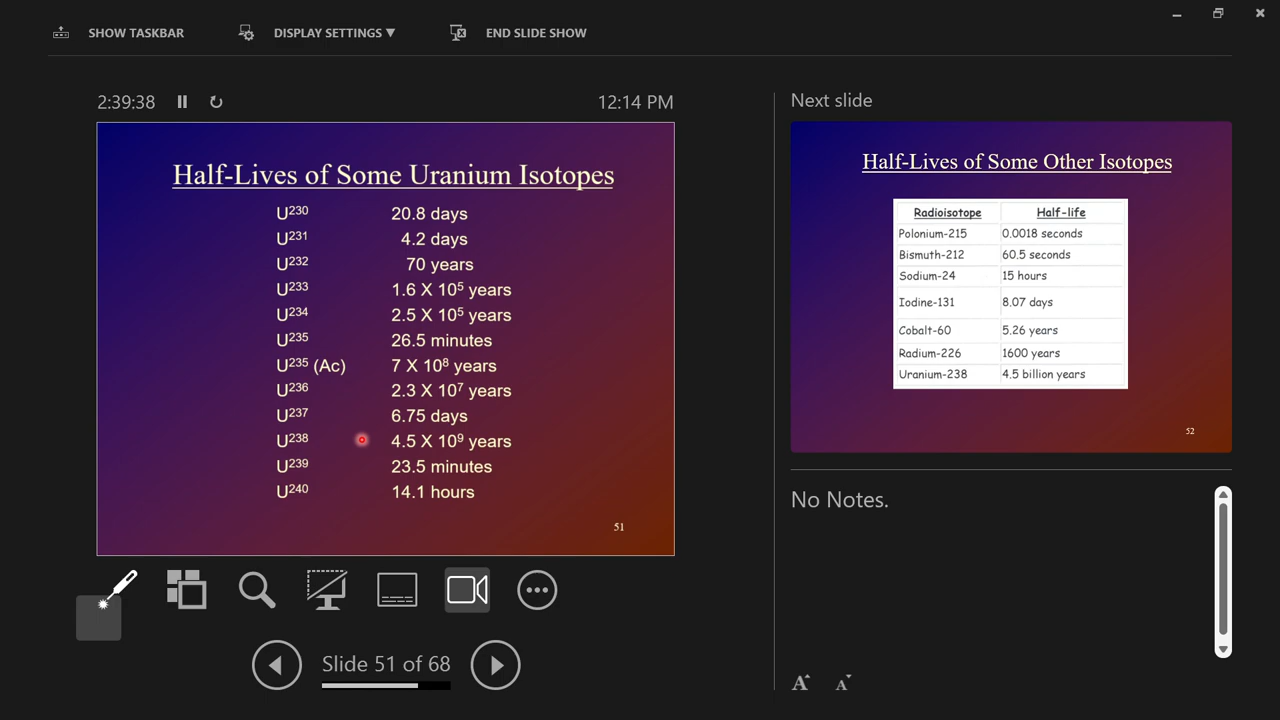 SHOW TASKBAR DISPLAY SETTINGS ▼ END SLIDE SHOW
2:39:38 12:14 PM
Half-Lives of Some Uranium Isotopes
U²³⁰ 20.8 days
U²³¹ 4.2 days
U²³² 70 years
U²³³ 1.6 X 10⁵ years
U²³⁴ 2.5 X 10⁵ years
U²³⁵ 26.5 minutes
U²³⁵ (Ac) 7 X 10⁸ years
U²³⁶ 2.3 X 10⁷ years
U²³⁷ 6.75 days
U²³⁸ 4.5 X 10⁹ years
U²³⁹ 23.5 minutes
U²⁴⁰ 14.1 hours
51
Slide 51 of 68
Next slide
Half-Lives of Some Other Isotopes
Radioisotope Half-life
Polonium-215 0.0018 seconds
Bismuth-212 60.5 seconds
Sodium-24 15 hours
Iodine-131 8.07 days
Cobalt-60 5.26 years
Radium-226 1600 years
Uranium-238 4.5 billion years
52
No Notes.
A A